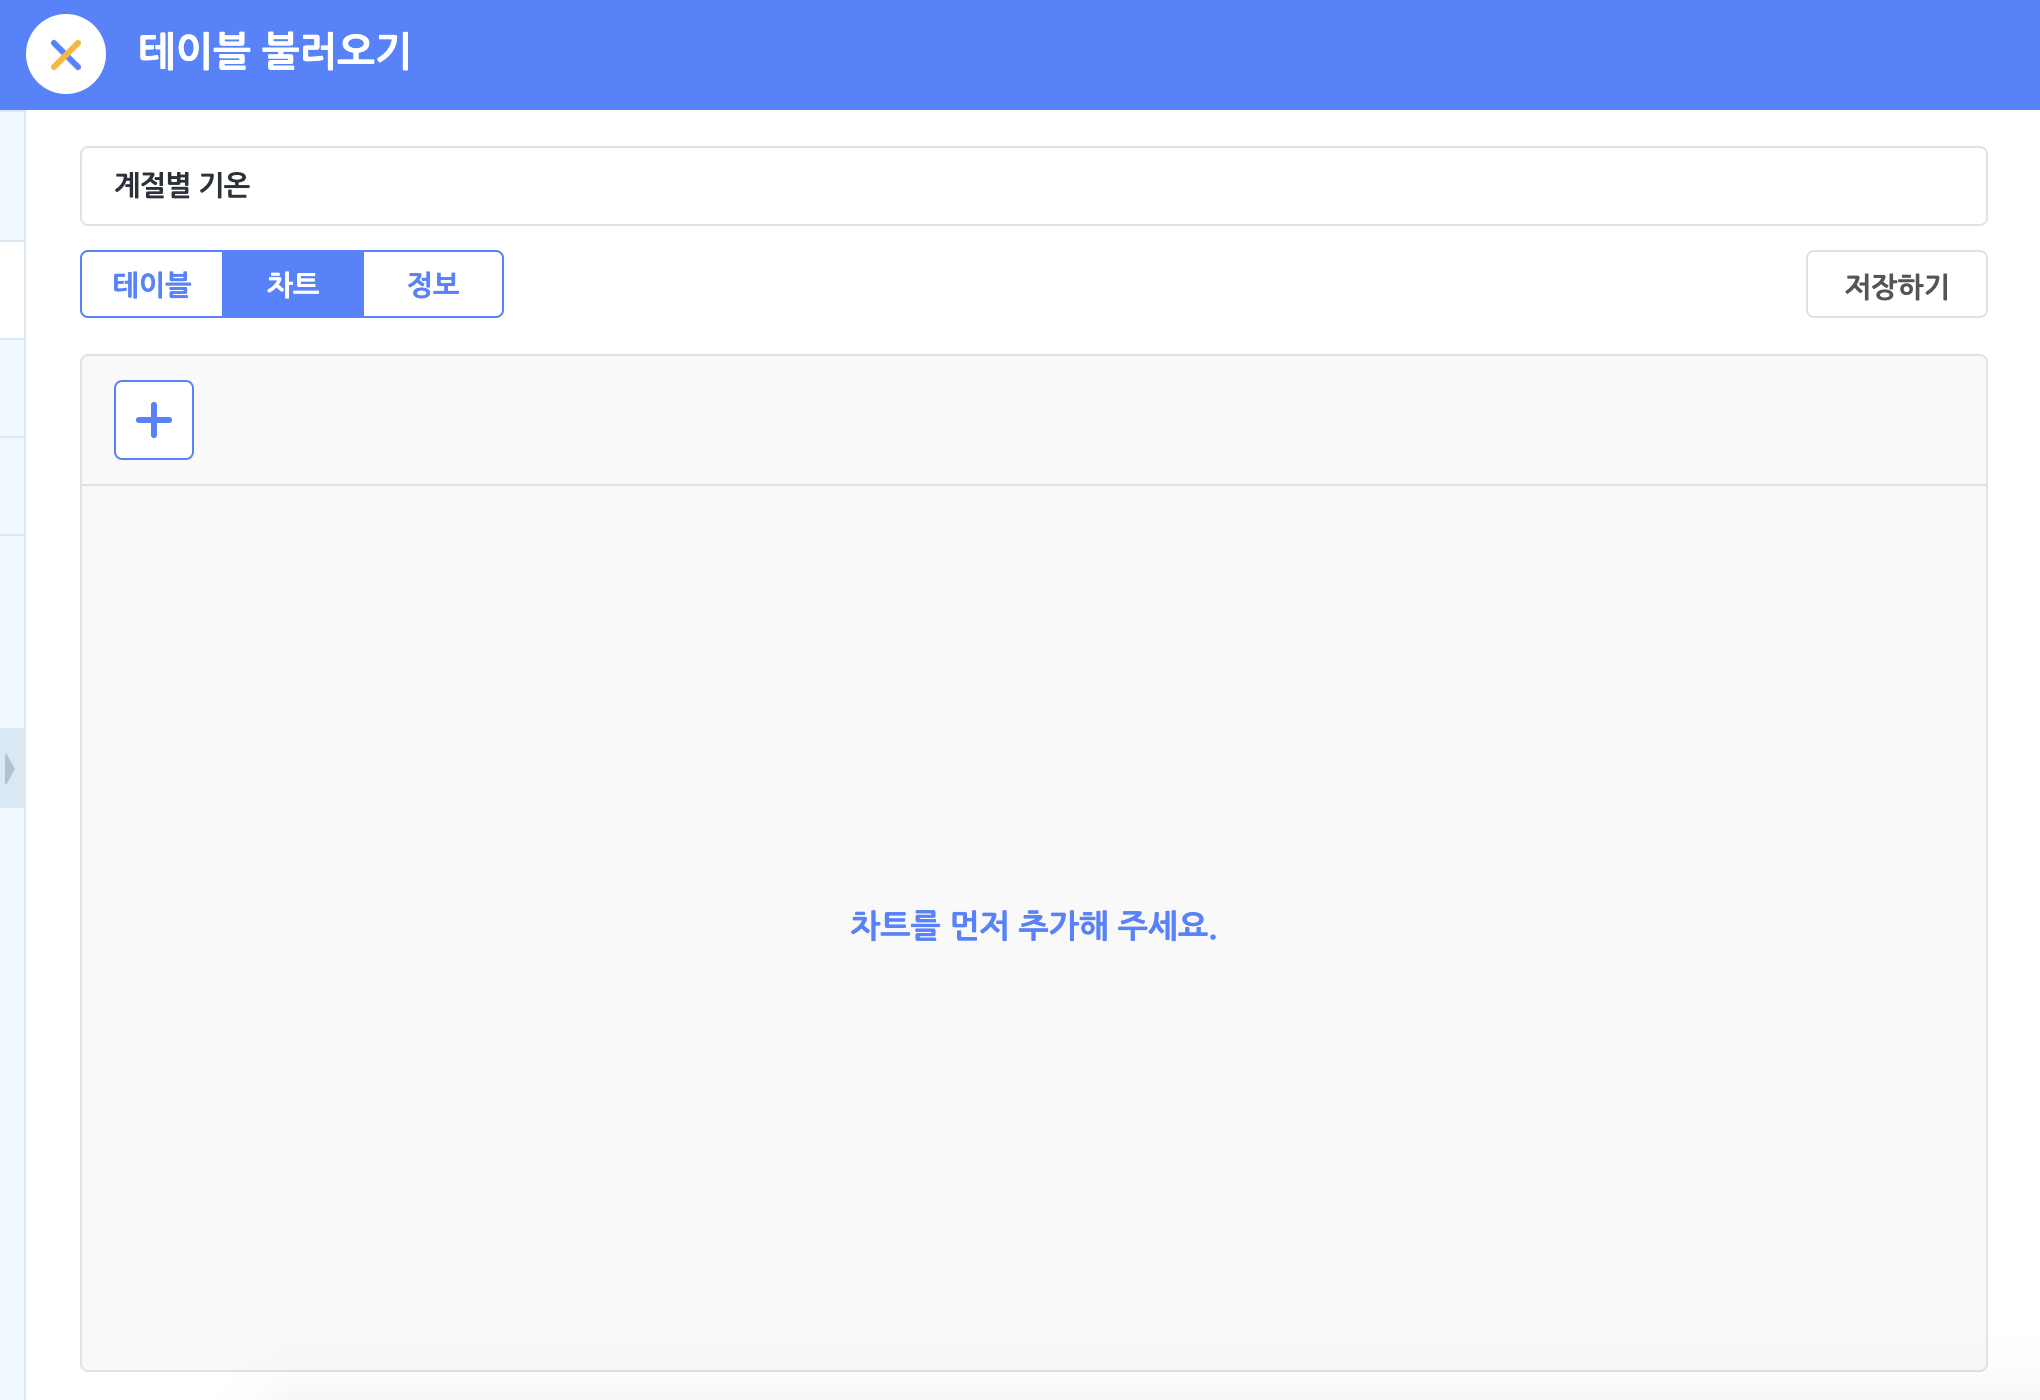 테이블 불러오기
계절별 기온
테이블 차트 정보 저장하기
차트를 먼저 추가해 주세요.